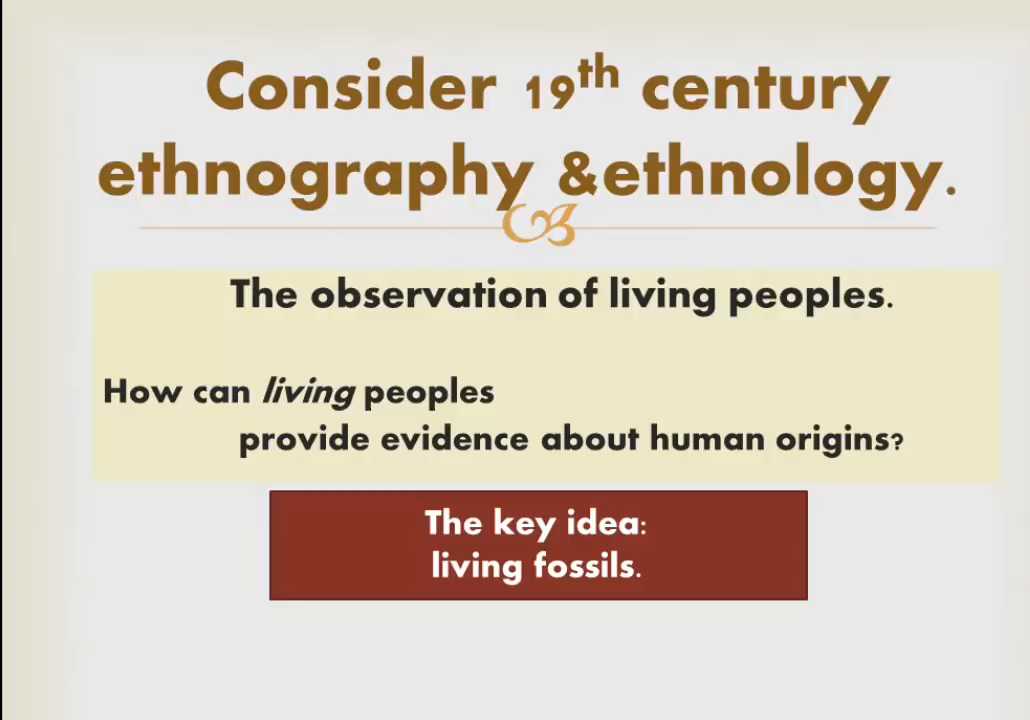 Consider 19th century
ethnography &ethnology.
The observation of living peoples.
How can living peoples
provide evidence about human origins?
The key idea:
living fossils.